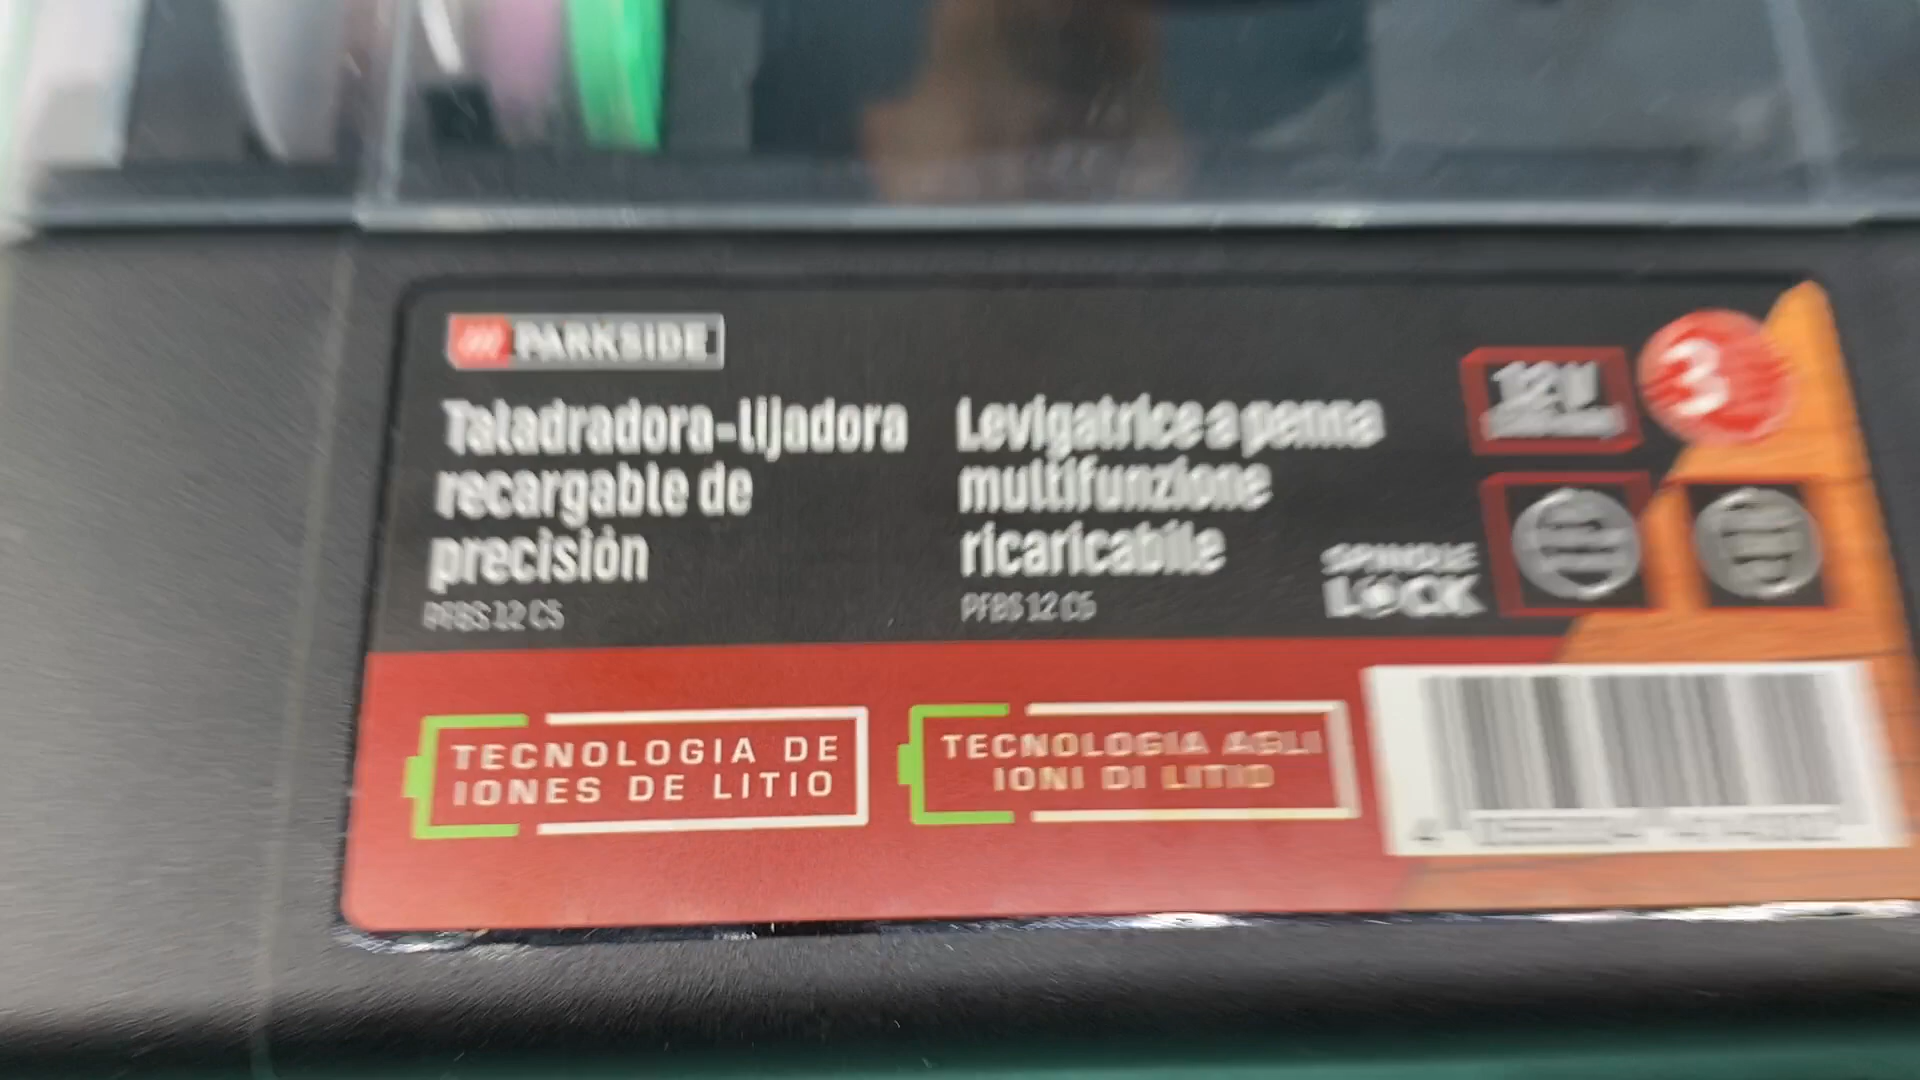 PARKSIDE
Taladradora-lijadora
recargable de
precisión
PFBS 12 C5
Levigatrice a penna
multifunzione
ricaricabile
PFBS 12 C5
12V
3
SPINDLE
LOCK
TECNOLOGIA DE
IONES DE LITIO
TECNOLOGIA AGLI
IONI DI LITIO